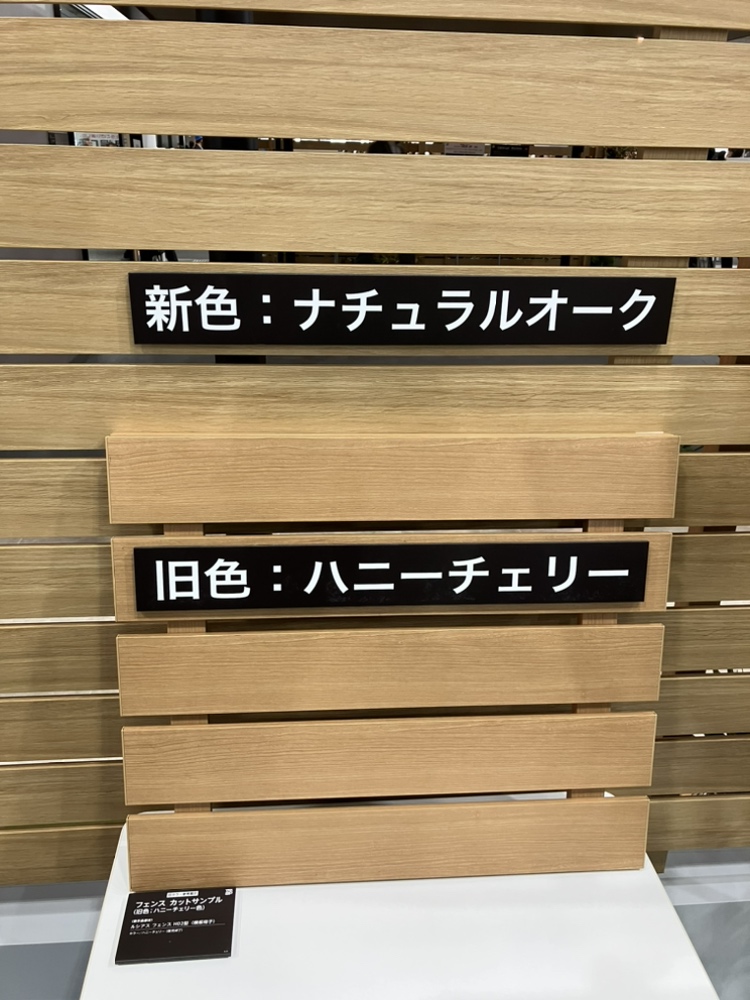 新色：ナチュラルオーク
旧色：ハニーチェリー
フェンス カットサンプル
（旧色：ハニーチェリー色）